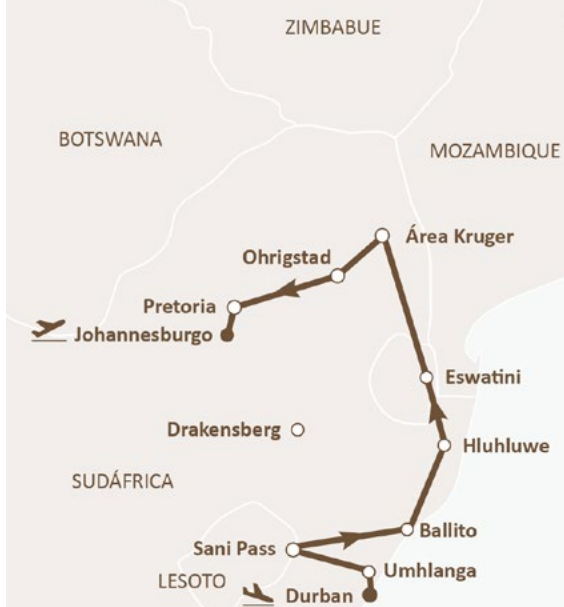 ZIMBABUE
BOTSWANA
MOZAMBIQUE
Área Kruger
Ohrigstad
Pretoria
Johannesburgo
Eswatini
Drakensberg
Hluhluwe
SUDÁFRICA
Ballito
Sani Pass
Umhlanga
LESOTO
Durban